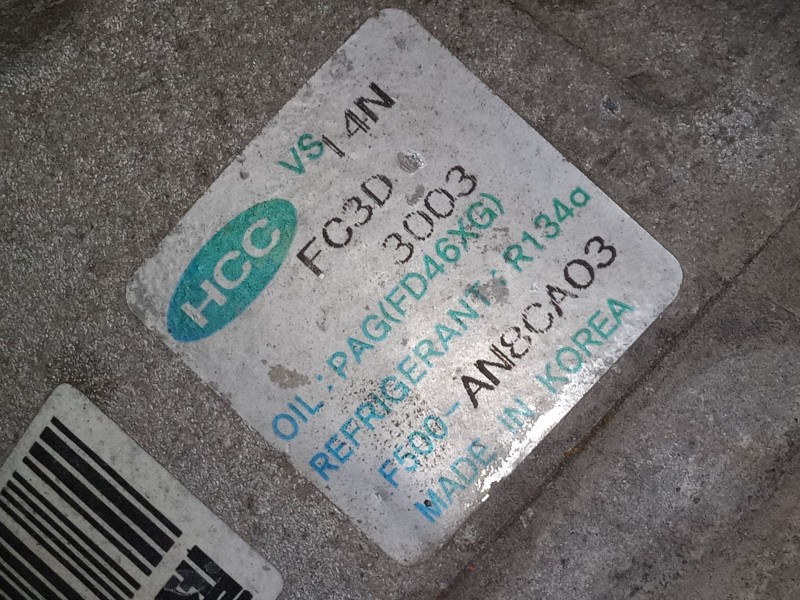 VS14N
HCC
FC3D
3003
OIL : PAG(FD46XG)
REFRIGERANT : R134a
F500-AN8CA03
MADE IN KOREA